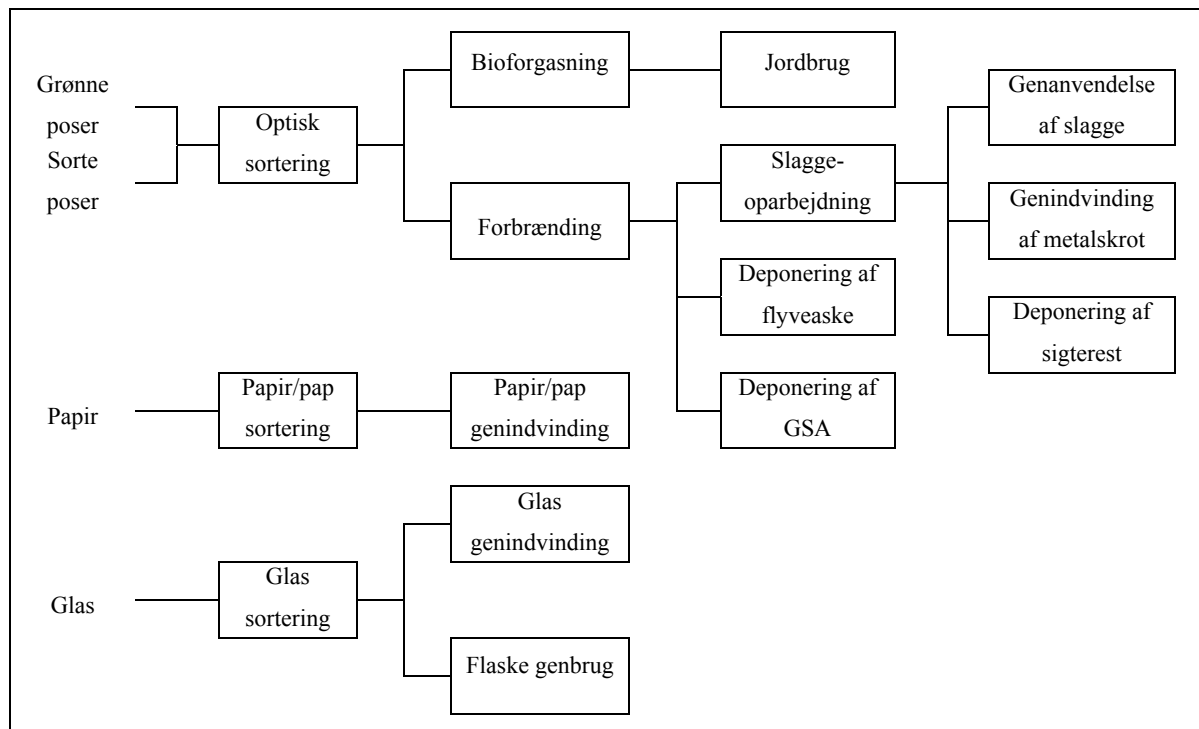 Grønne
poser
Sorte
poser
Optisk
sortering
Bioforgasning
Jordbrug
Forbrænding
Slagge-
oparbejdning
Genanvendelse
af slagge
Genindvinding
af metalskrot
Deponering af
sigterest
Deponering af
flyveaske
Deponering af
GSA
Papir
Papir/pap
sortering
Papir/pap
genindvinding
Glas
Glas
sortering
Glas
genindvinding
Flaske genbrug